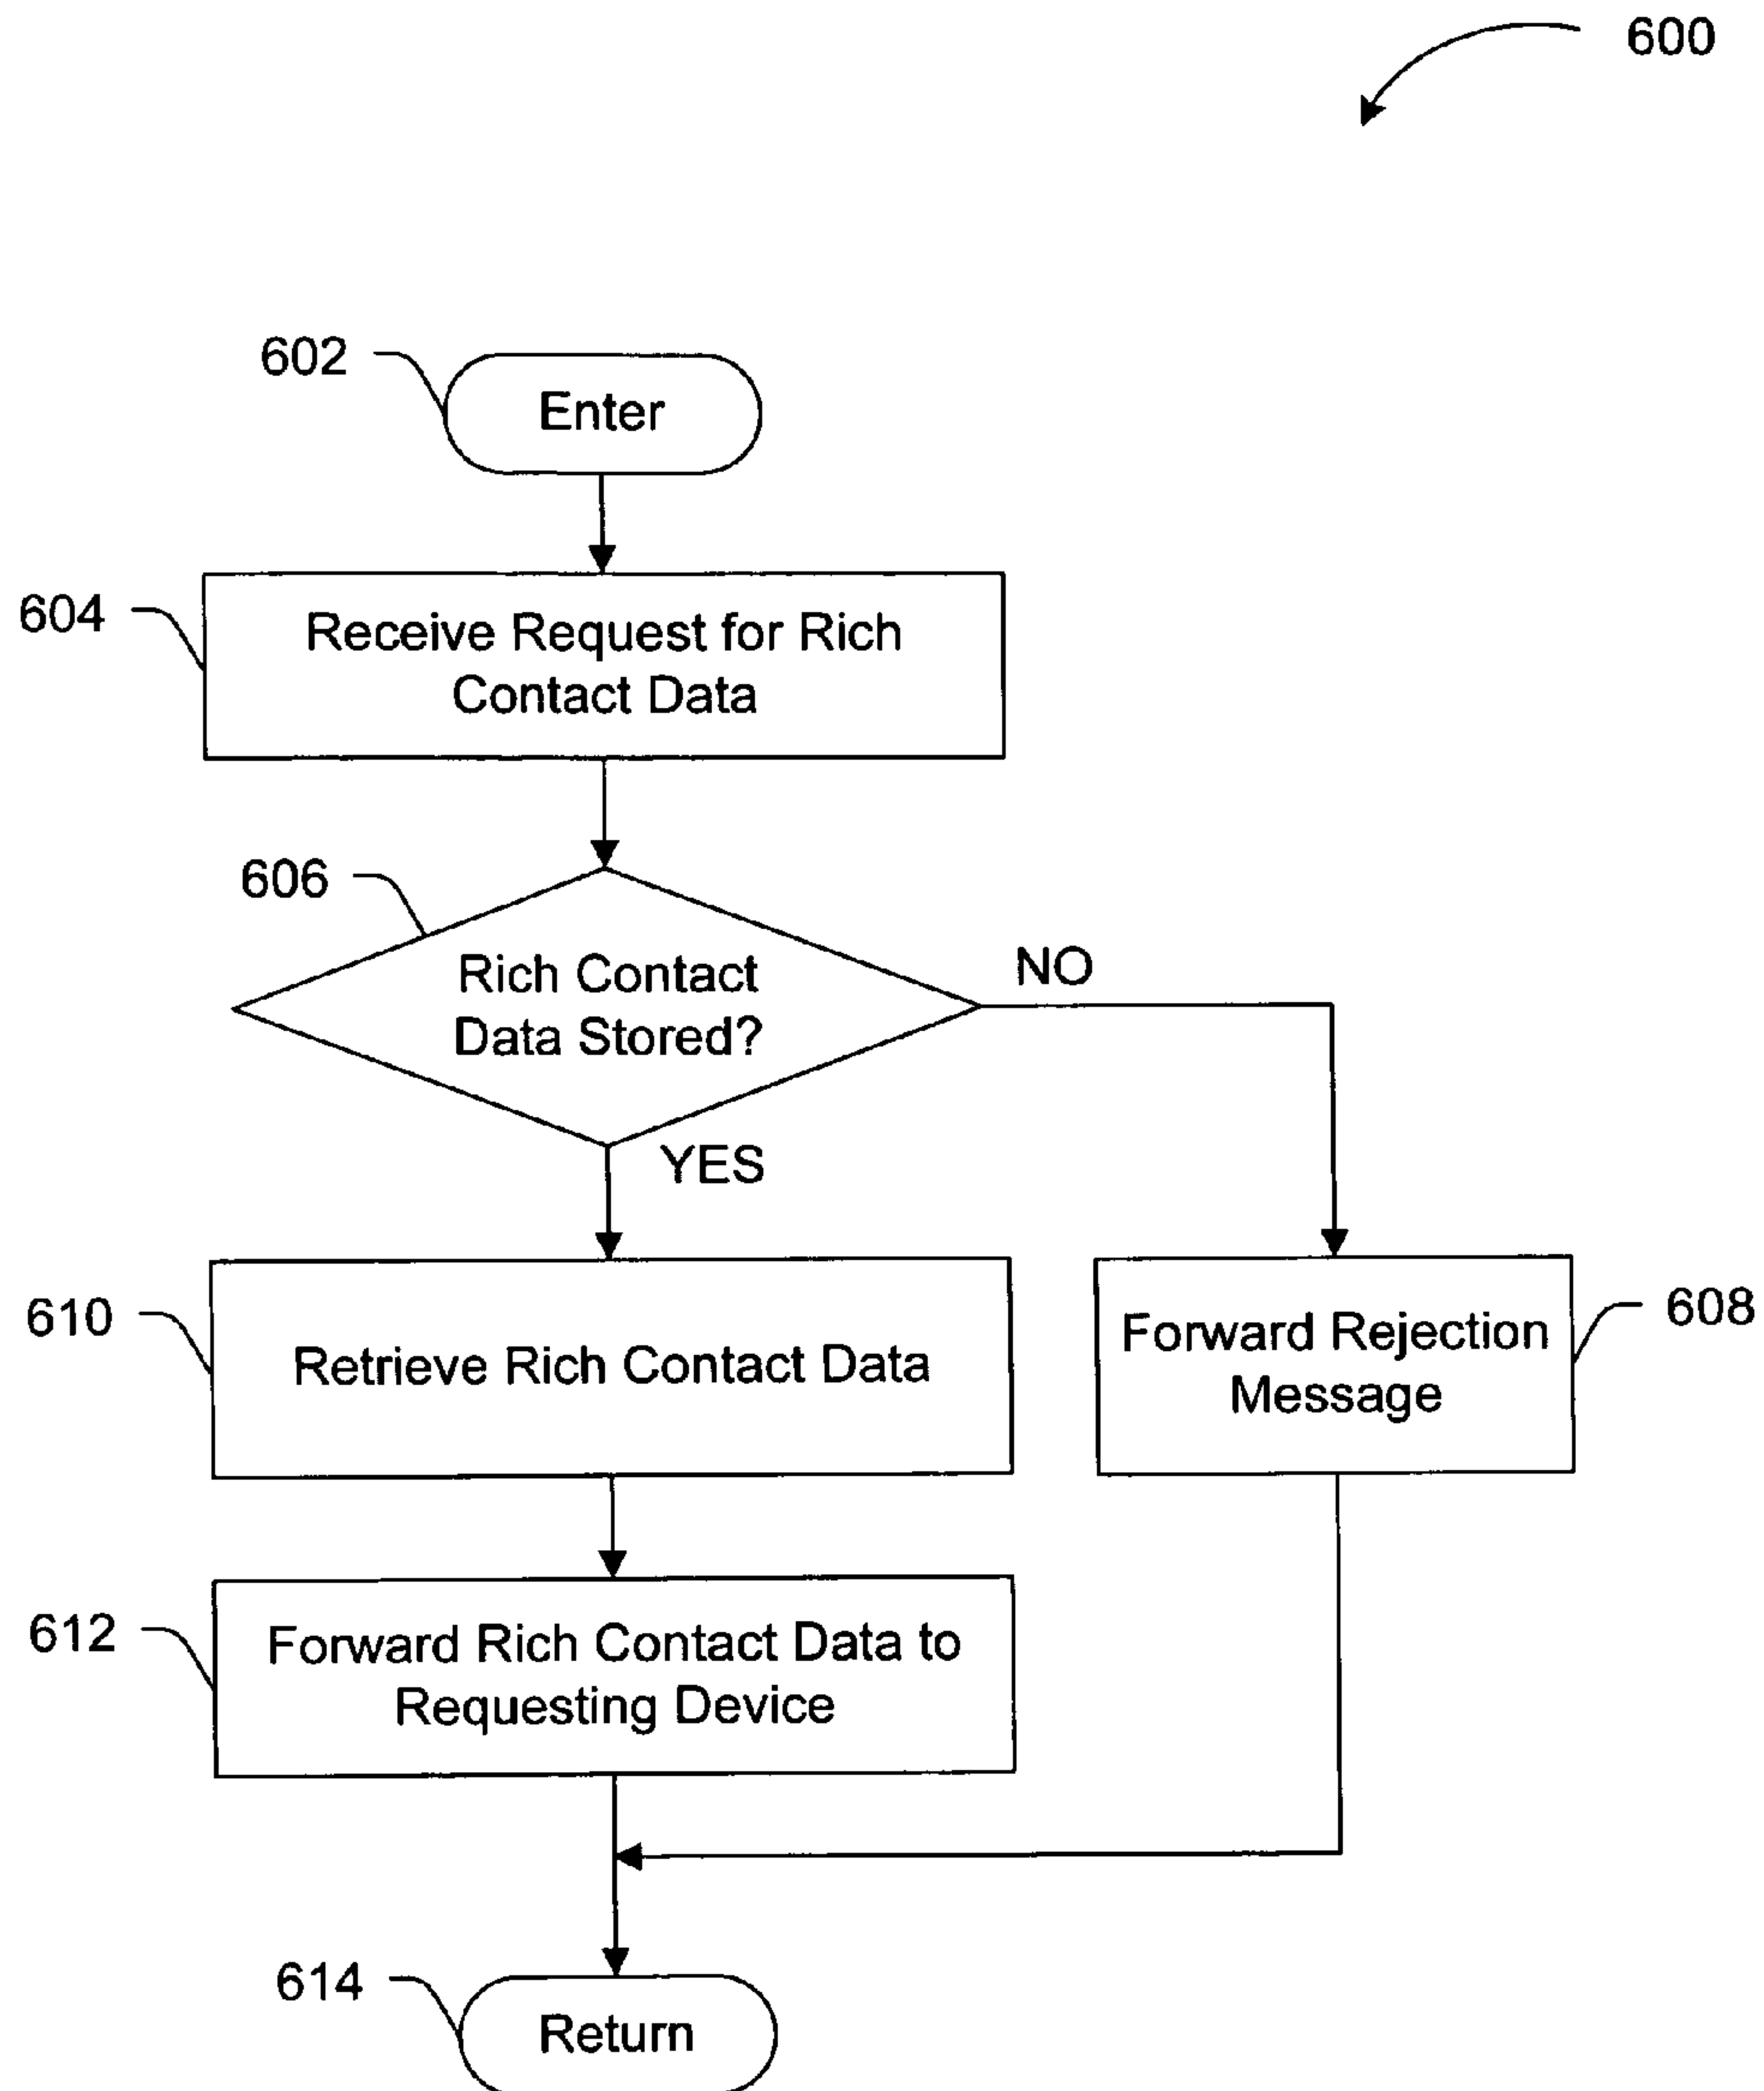 600
602
Enter
604
Receive Request for Rich
Contact Data
606
Rich Contact
Data Stored?
NO
YES
610
Retrieve Rich Contact Data
Forward Rejection
Message
608
612
Forward Rich Contact Data to
Requesting Device
614
Return